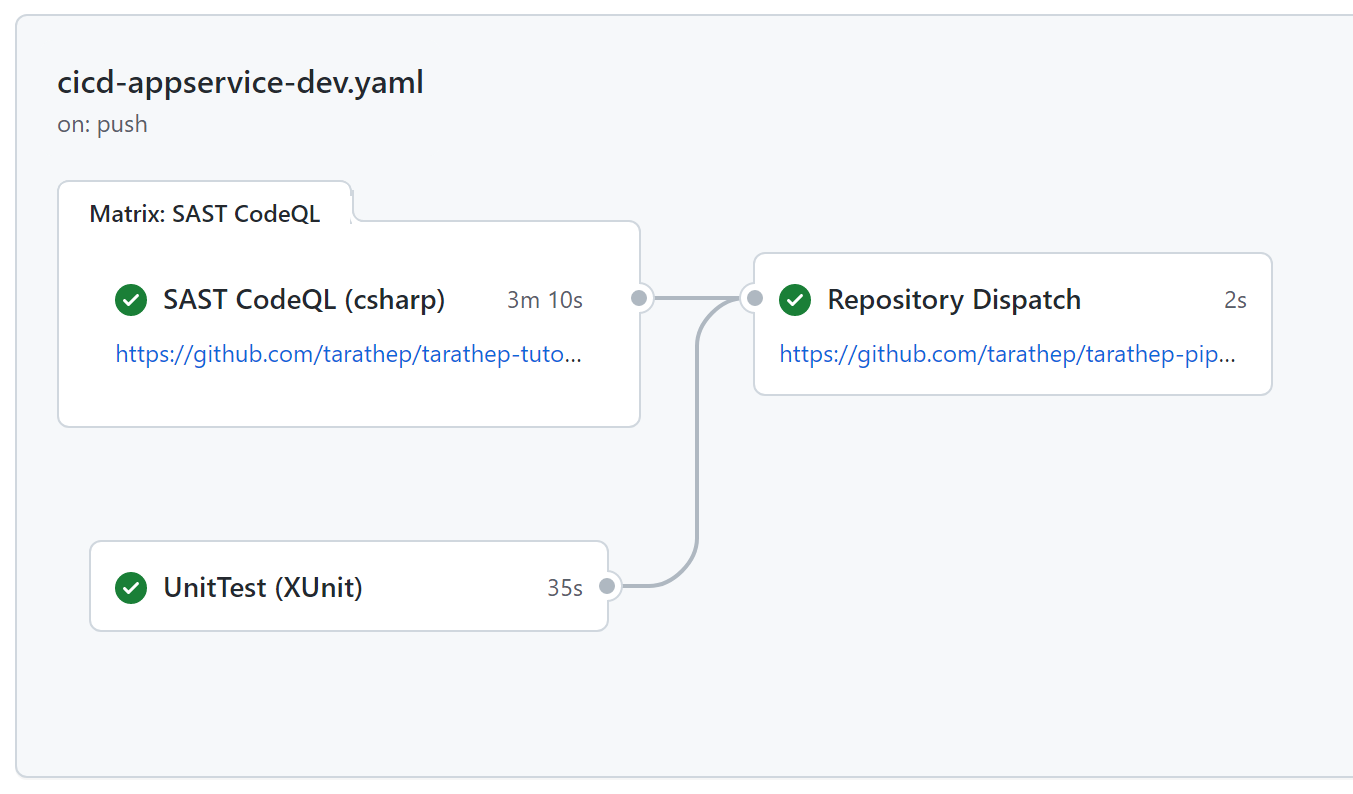 cicd-appservice-dev.yaml
on: push
Matrix: SAST CodeQL
SAST CodeQL (csharp) 3m 10s
https://github.com/tarathep/tarathep-tuto...
Repository Dispatch 2s
https://github.com/tarathep/tarathep-pip...
UnitTest (XUnit) 35s